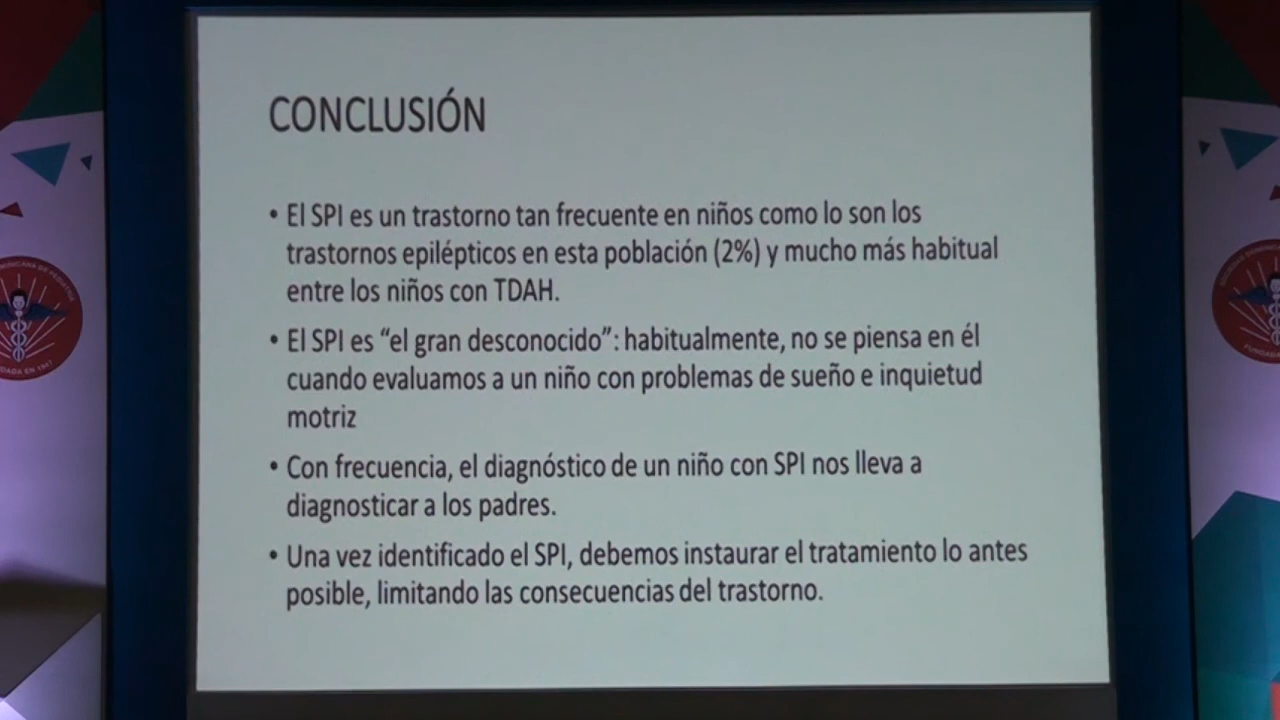 CONCLUSIÓN
• El SPI es un trastorno tan frecuente en niños como lo son los
trastornos epilépticos en esta población (2%) y mucho más habitual
entre los niños con TDAH.
• El SPI es “el gran desconocido”: habitualmente, no se piensa en él
cuando evaluamos a un niño con problemas de sueño e inquietud
motriz
• Con frecuencia, el diagnóstico de un niño con SPI nos lleva a
diagnosticar a los padres.
• Una vez identificado el SPI, debemos instaurar el tratamiento lo antes
posible, limitando las consecuencias del trastorno.